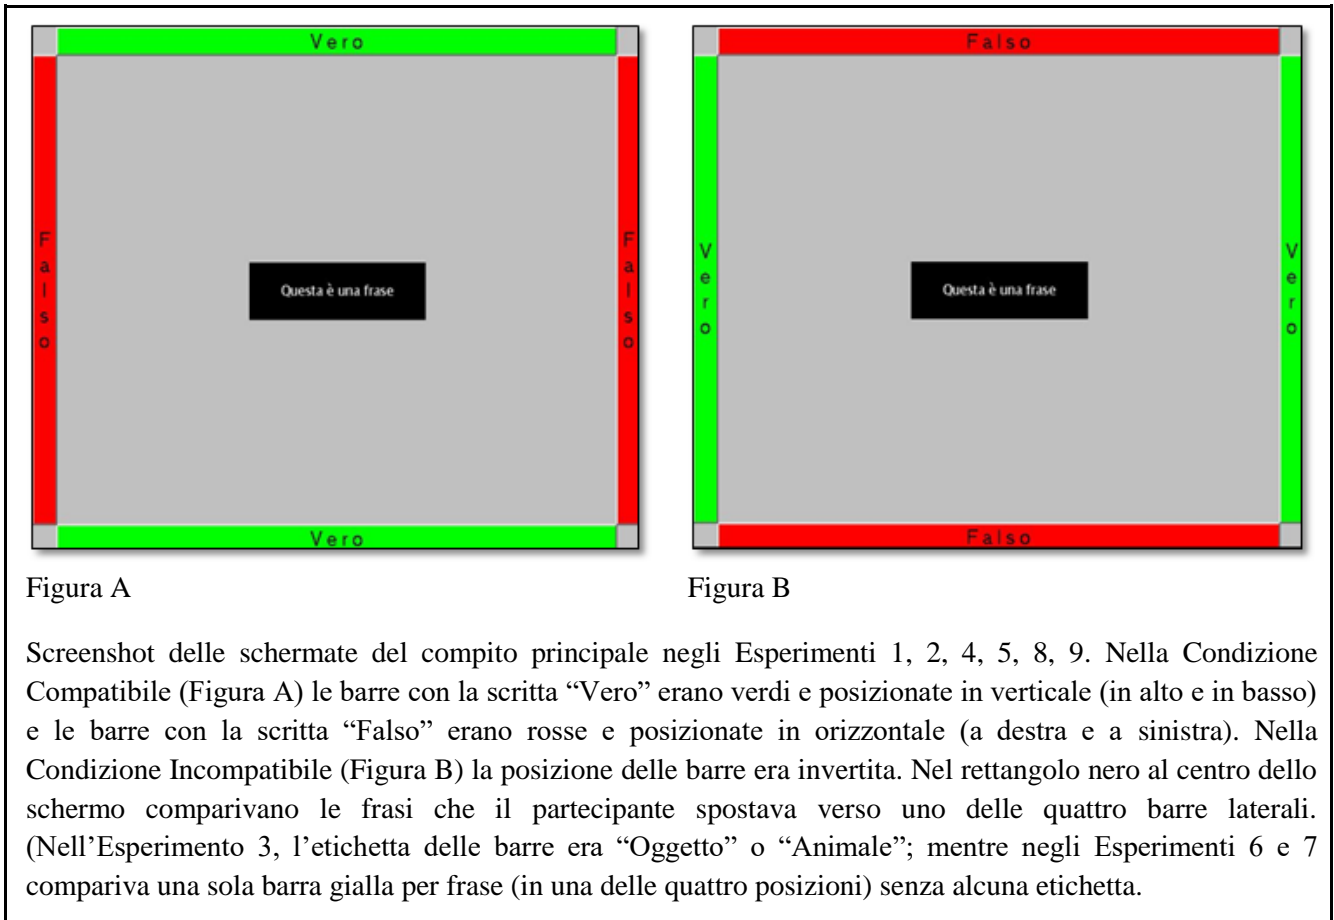 Vero
Falso
Falso
Questa è una frase
Vero
Falso
Vero
Vero
Questa è una frase
Falso
Figura A
Figura B
Screenshot delle schermate del compito principale negli Esperimenti 1, 2, 4, 5, 8, 9. Nella Condizione
Compatibile (Figura A) le barre con la scritta “Vero” erano verdi e posizionate in verticale (in alto e in basso)
e le barre con la scritta “Falso” erano rosse e posizionate in orizzontale (a destra e a sinistra). Nella
Condizione Incompatibile (Figura B) la posizione delle barre era invertita. Nel rettangolo nero al centro dello
schermo comparivano le frasi che il partecipante spostava verso uno delle quattro barre laterali.
(Nell’Esperimento 3, l’etichetta delle barre era “Oggetto” o “Animale”; mentre negli Esperimenti 6 e 7
compariva una sola barra gialla per frase (in una delle quattro posizioni) senza alcuna etichetta.